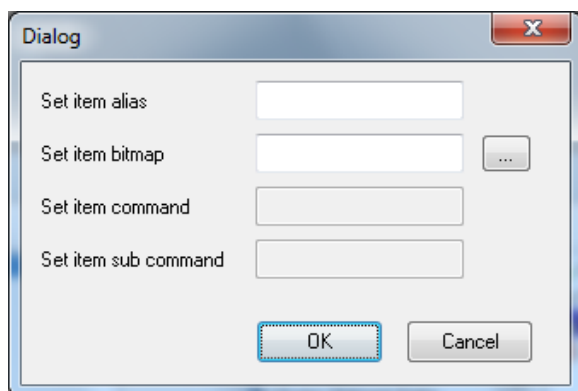 Dialog
Set item alias
Set item bitmap
...
Set item command
Set item sub command
OK
Cancel